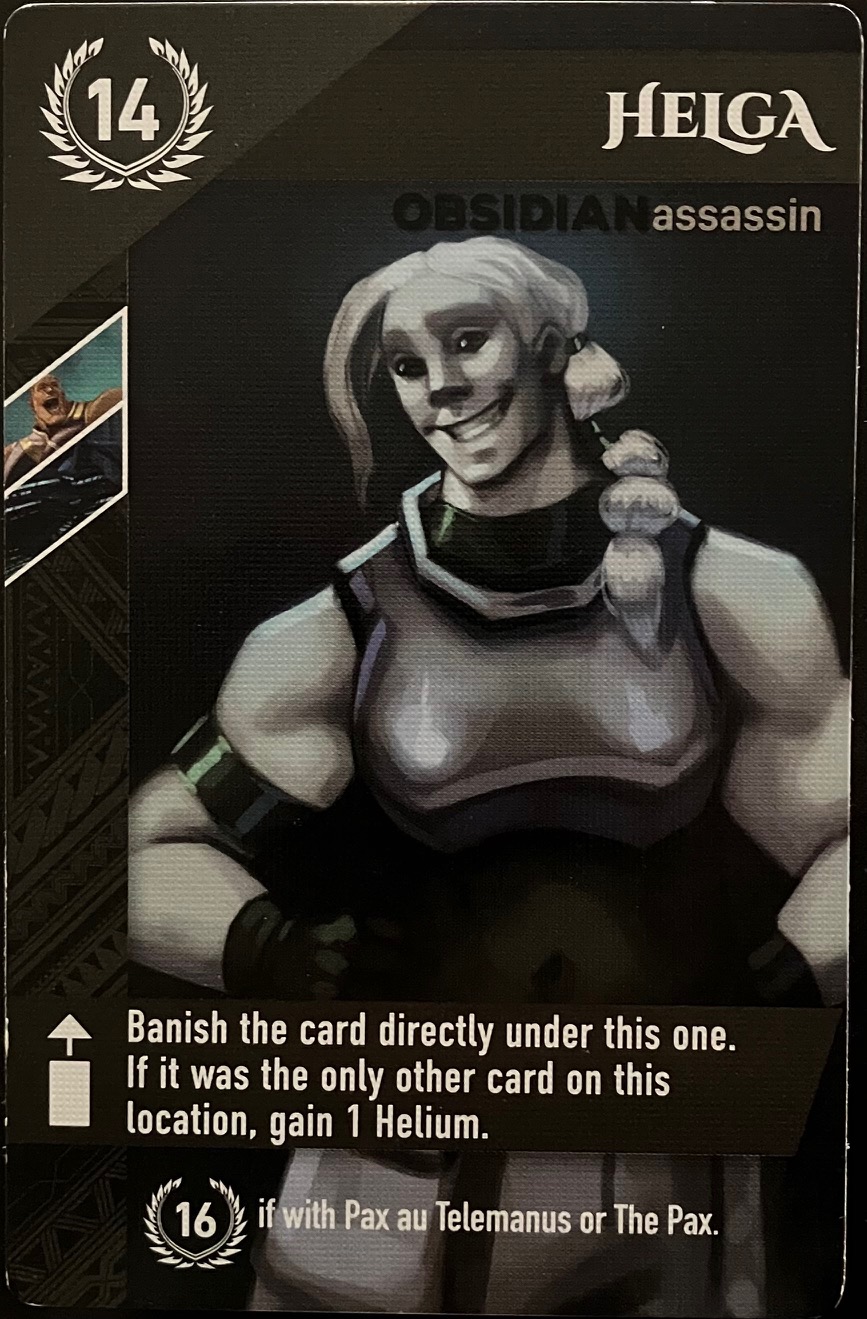 14
HELGA
OBSIDIANassassin
Banish the card directly under this one.
If it was the only other card on this
location, gain 1 Helium.
16 if with Pax au Telemanus or The Pax.